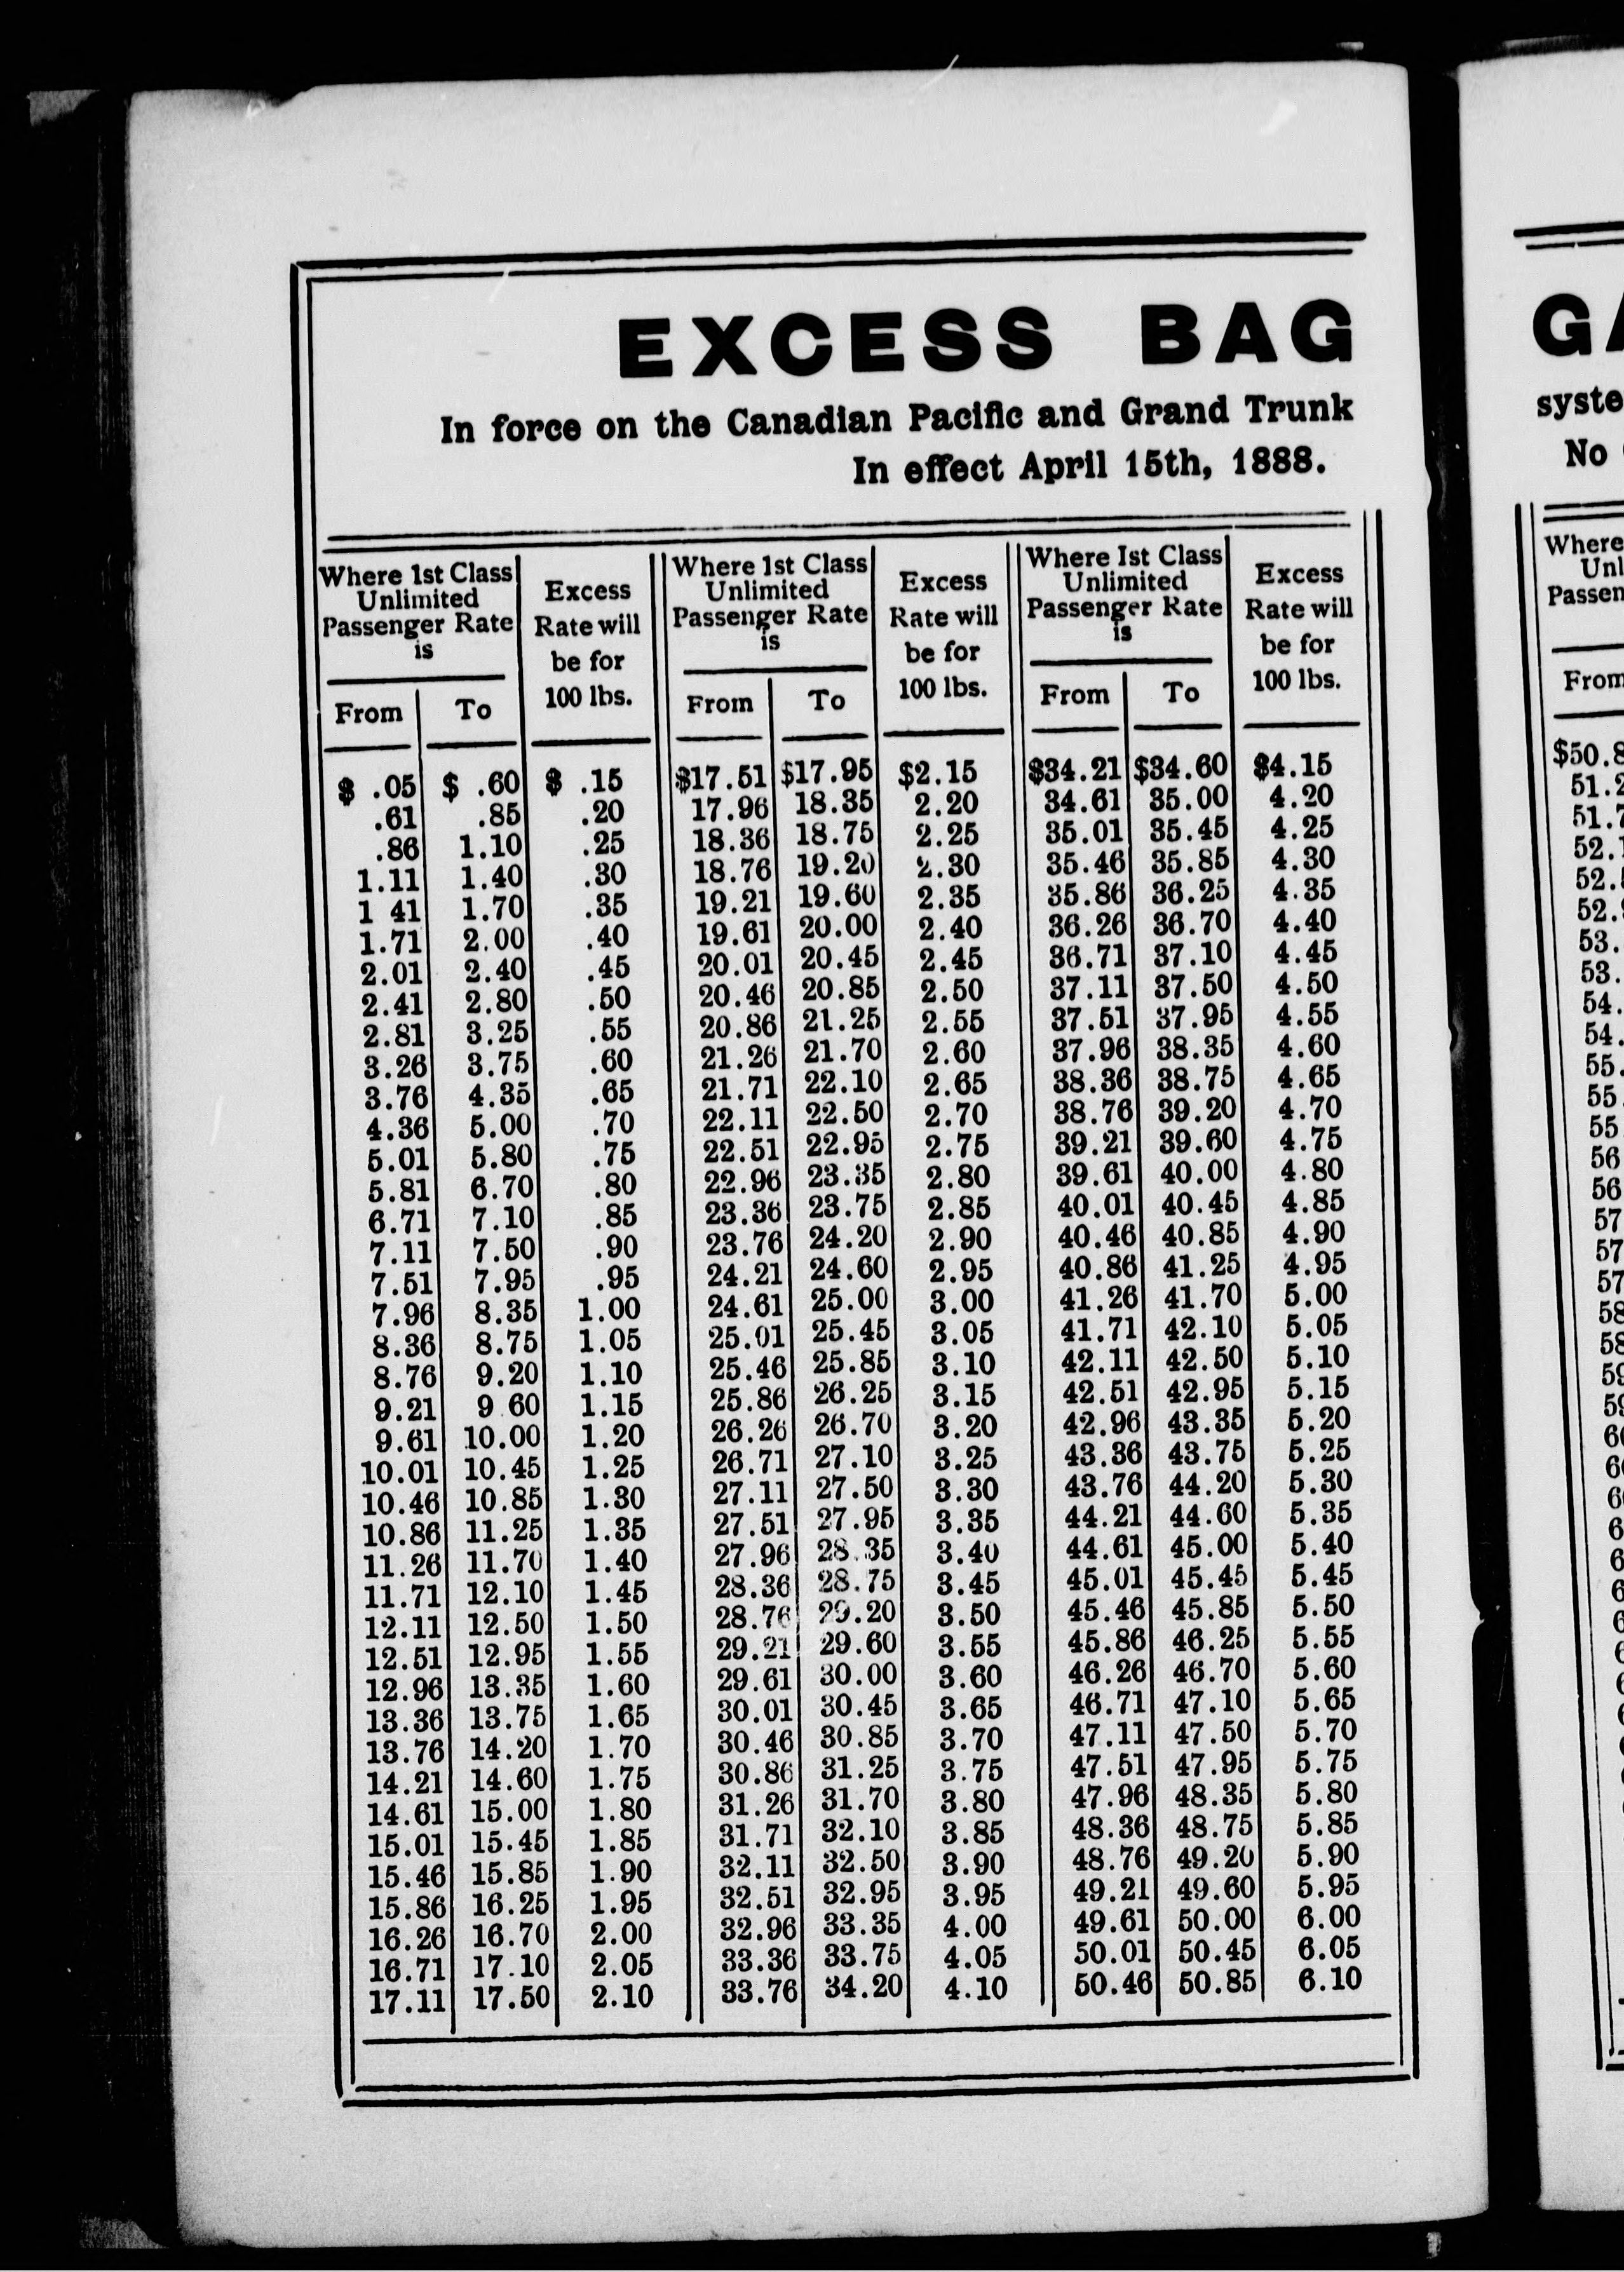 EXCESS BAG
In force on the Canadian Pacific and Grand Trunk
In effect April 15th, 1888.
Where 1st Class Unlimited Passenger Rate is | Excess Rate will be for 100 lbs. | Where 1st Class Unlimited Passenger Rate is | Excess Rate will be for 100 lbs. | Where Ist Class Unlimited Passenger Rate is | Excess Rate will be for 100 lbs.
From To From To From To
$ .05 $ .60 $ .15 $17.51 $17.95 $2.15 $34.21 $34.60 $4.15
.61 .85 .20 17.96 18.35 2.20 34.61 35.00 4.20
.86 1.10 .25 18.36 18.75 2.25 35.01 35.45 4.25
1.11 1.40 .30 18.76 19.20 2.30 35.46 35.85 4.30
1 41 1.70 .35 19.21 19.60 2.35 35.86 36.25 4.35
1.71 2.00 .40 19.61 20.00 2.40 36.26 36.70 4.40
2.01 2.40 .45 20.01 20.45 2.45 36.71 37.10 4.45
2.41 2.80 .50 20.46 20.85 2.50 37.11 37.50 4.50
2.81 3.25 .55 20.86 21.25 2.55 37.51 37.95 4.55
3.26 3.75 .60 21.26 21.70 2.60 37.96 38.35 4.60
3.76 4.35 .65 21.71 22.10 2.65 38.36 38.75 4.65
4.36 5.00 .70 22.11 22.50 2.70 38.76 39.20 4.70
5.01 5.80 .75 22.51 22.95 2.75 39.21 39.60 4.75
5.81 6.70 .80 22.96 23.35 2.80 39.61 40.00 4.80
6.71 7.10 .85 23.36 23.75 2.85 40.01 40.45 4.85
7.11 7.50 .90 23.76 24.20 2.90 40.46 40.85 4.90
7.51 7.95 .95 24.21 24.60 2.95 40.86 41.25 4.95
7.96 8.35 1.00 24.61 25.00 3.00 41.26 41.70 5.00
8.36 8.75 1.05 25.01 25.45 3.05 41.71 42.10 5.05
8.76 9.20 1.10 25.46 25.85 3.10 42.11 42.50 5.10
9.21 9 60 1.15 25.86 26.25 3.15 42.51 42.95 5.15
9.61 10.00 1.20 26.26 26.70 3.20 42.96 43.35 5.20
10.01 10.45 1.25 26.71 27.10 3.25 43.36 43.75 5.25
10.46 10.85 1.30 27.11 27.50 3.30 43.76 44.20 5.30
10.86 11.25 1.35 27.51 27.95 3.35 44.21 44.60 5.35
11.26 11.70 1.40 27.96 28.35 3.40 44.61 45.00 5.40
11.71 12.10 1.45 28.36 28.75 3.45 45.01 45.45 5.45
12.11 12.50 1.50 28.76 29.20 3.50 45.46 45.85 5.50
12.51 12.95 1.55 29.21 29.60 3.55 45.86 46.25 5.55
12.96 13.35 1.60 29.61 30.00 3.60 46.26 46.70 5.60
13.36 13.75 1.65 30.01 30.45 3.65 46.71 47.10 5.65
13.76 14.20 1.70 30.46 30.85 3.70 47.11 47.50 5.70
14.21 14.60 1.75 30.86 31.25 3.75 47.51 47.95 5.75
14.61 15.00 1.80 31.26 31.70 3.80 47.96 48.35 5.80
15.01 15.45 1.85 31.71 32.10 3.85 48.36 48.75 5.85
15.46 15.85 1.90 32.11 32.50 3.90 48.76 49.20 5.90
15.86 16.25 1.95 32.51 32.95 3.95 49.21 49.60 5.95
16.26 16.70 2.00 32.96 33.35 4.00 49.61 50.00 6.00
16.71 17.10 2.05 33.36 33.75 4.05 50.01 50.45 6.05
17.11 17.50 2.10 33.76 34.20 4.10 50.46 50.85 6.10
No
Where
From